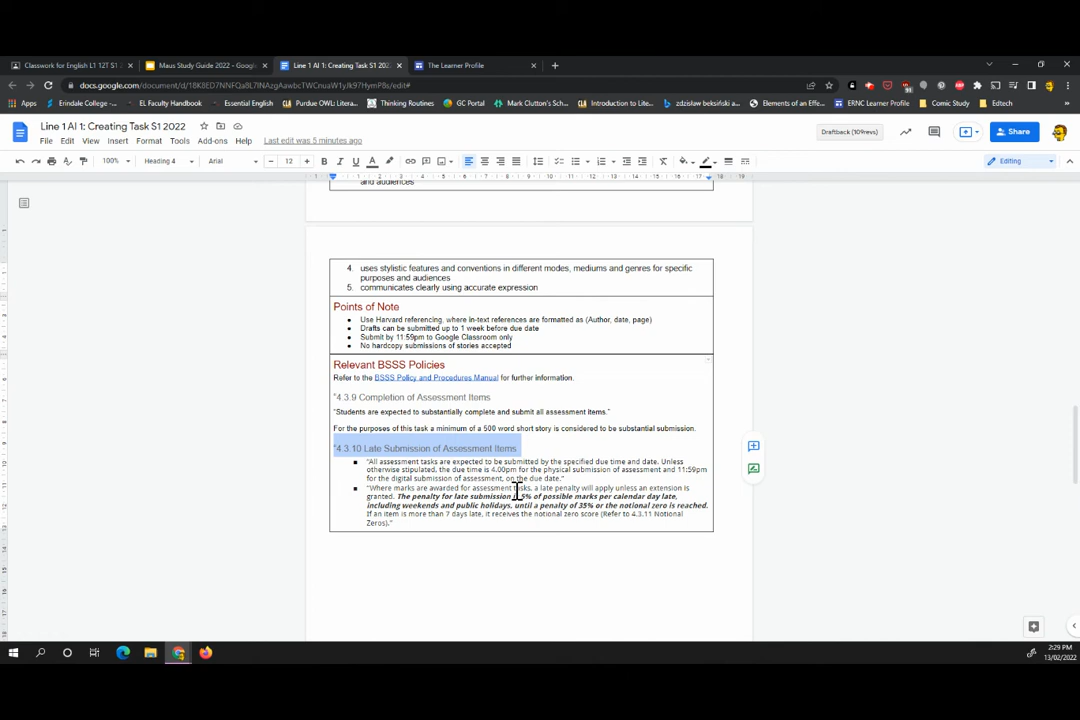 Classwork for English L1 12T S1
Maus Study Guide 2022 - Google
Line 1 AI 1: Creating Task S1 202
The Learner Profile
Apps
Erindale College -...
EL Faculty Handbook
Essential English
Purdue OWL: Litera...
Thinking Routines
GC Portal
Mark Clutton's Sch...
Introduction to Lite...
zdzisław beksiński a...
Elements of an Effe...
ERNC Learner Profile
Comic Study
Edtech
Line 1 AI 1: Creating Task S1 2022
Draftback (109revs)
Share
File Edit View Insert Format Tools Add-ons Help Last edit was 5 minutes ago
100% Heading 4 Arial 12 Editing
and audiences
4. uses stylistic features and conventions in different modes, mediums and genres for specific
purposes and audiences
5. communicates clearly using accurate expression
Points of Note
Use Harvard referencing, where in-text references are formatted as (Author, date, page)
Drafts can be submitted up to 1 week before due date
Submit by 11:59pm to Google Classroom only
No hardcopy submissions of stories accepted
Relevant BSSS Policies
Refer to the BSSS Policy and Procedures Manual for further information.
"4.3.9 Completion of Assessment Items
"Students are expected to substantially complete and submit all assessment items."
For the purposes of this task a minimum of a 500 word short story is considered to be substantial submission.
"4.3.10 Late Submission of Assessment Items
"All assessment tasks are expected to be submitted by the specified due time and date. Unless
otherwise stipulated, the due time is 4.00pm for the physical submission of assessment and 11:59pm
for the digital submission of assessment, on the due date."
"Where marks are awarded for assessment tasks, a late penalty will apply unless an extension is
granted. The penalty for late submission 5% of possible marks per calendar day late,
including weekends and public holidays, until a penalty of 35% or the notional zero is reached.
If an item is more than 7 days late, it receives the notional zero score (Refer to 4.3.11 Notional
Zeros)."
2:29 PM
13/02/2022